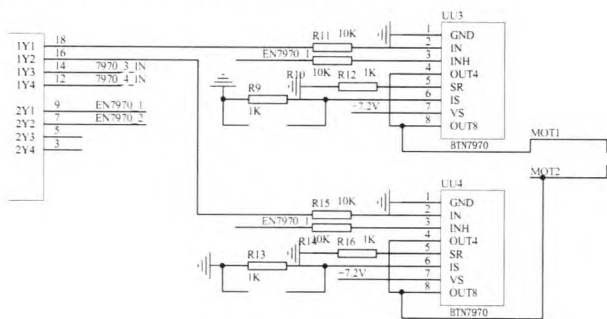 1Y1 18
1Y2 16
1Y3 14 7970_3_IN
1Y4 12 7970_4_IN
2Y1 9 EN7970_1
2Y2 7 EN7970_2
2Y3 5
2Y4 3
UU3
R11 10K
EN7970_1
10K
R10
R12 1K
R9
1K
~7.2V
1 GND
2 IN
3 INH
4 OUT4
5 SR
6 IS
7 VS
8 OUT8
BTN7970
MOT1
MOT2
UU4
R15 10K
EN7970_1
10K
R14
R16 1K
R13
1K
~7.2V
1 GND
2 IN
3 INH
4 OUT4
5 SR
6 IS
7 VS
8 OUT8
BTN7970